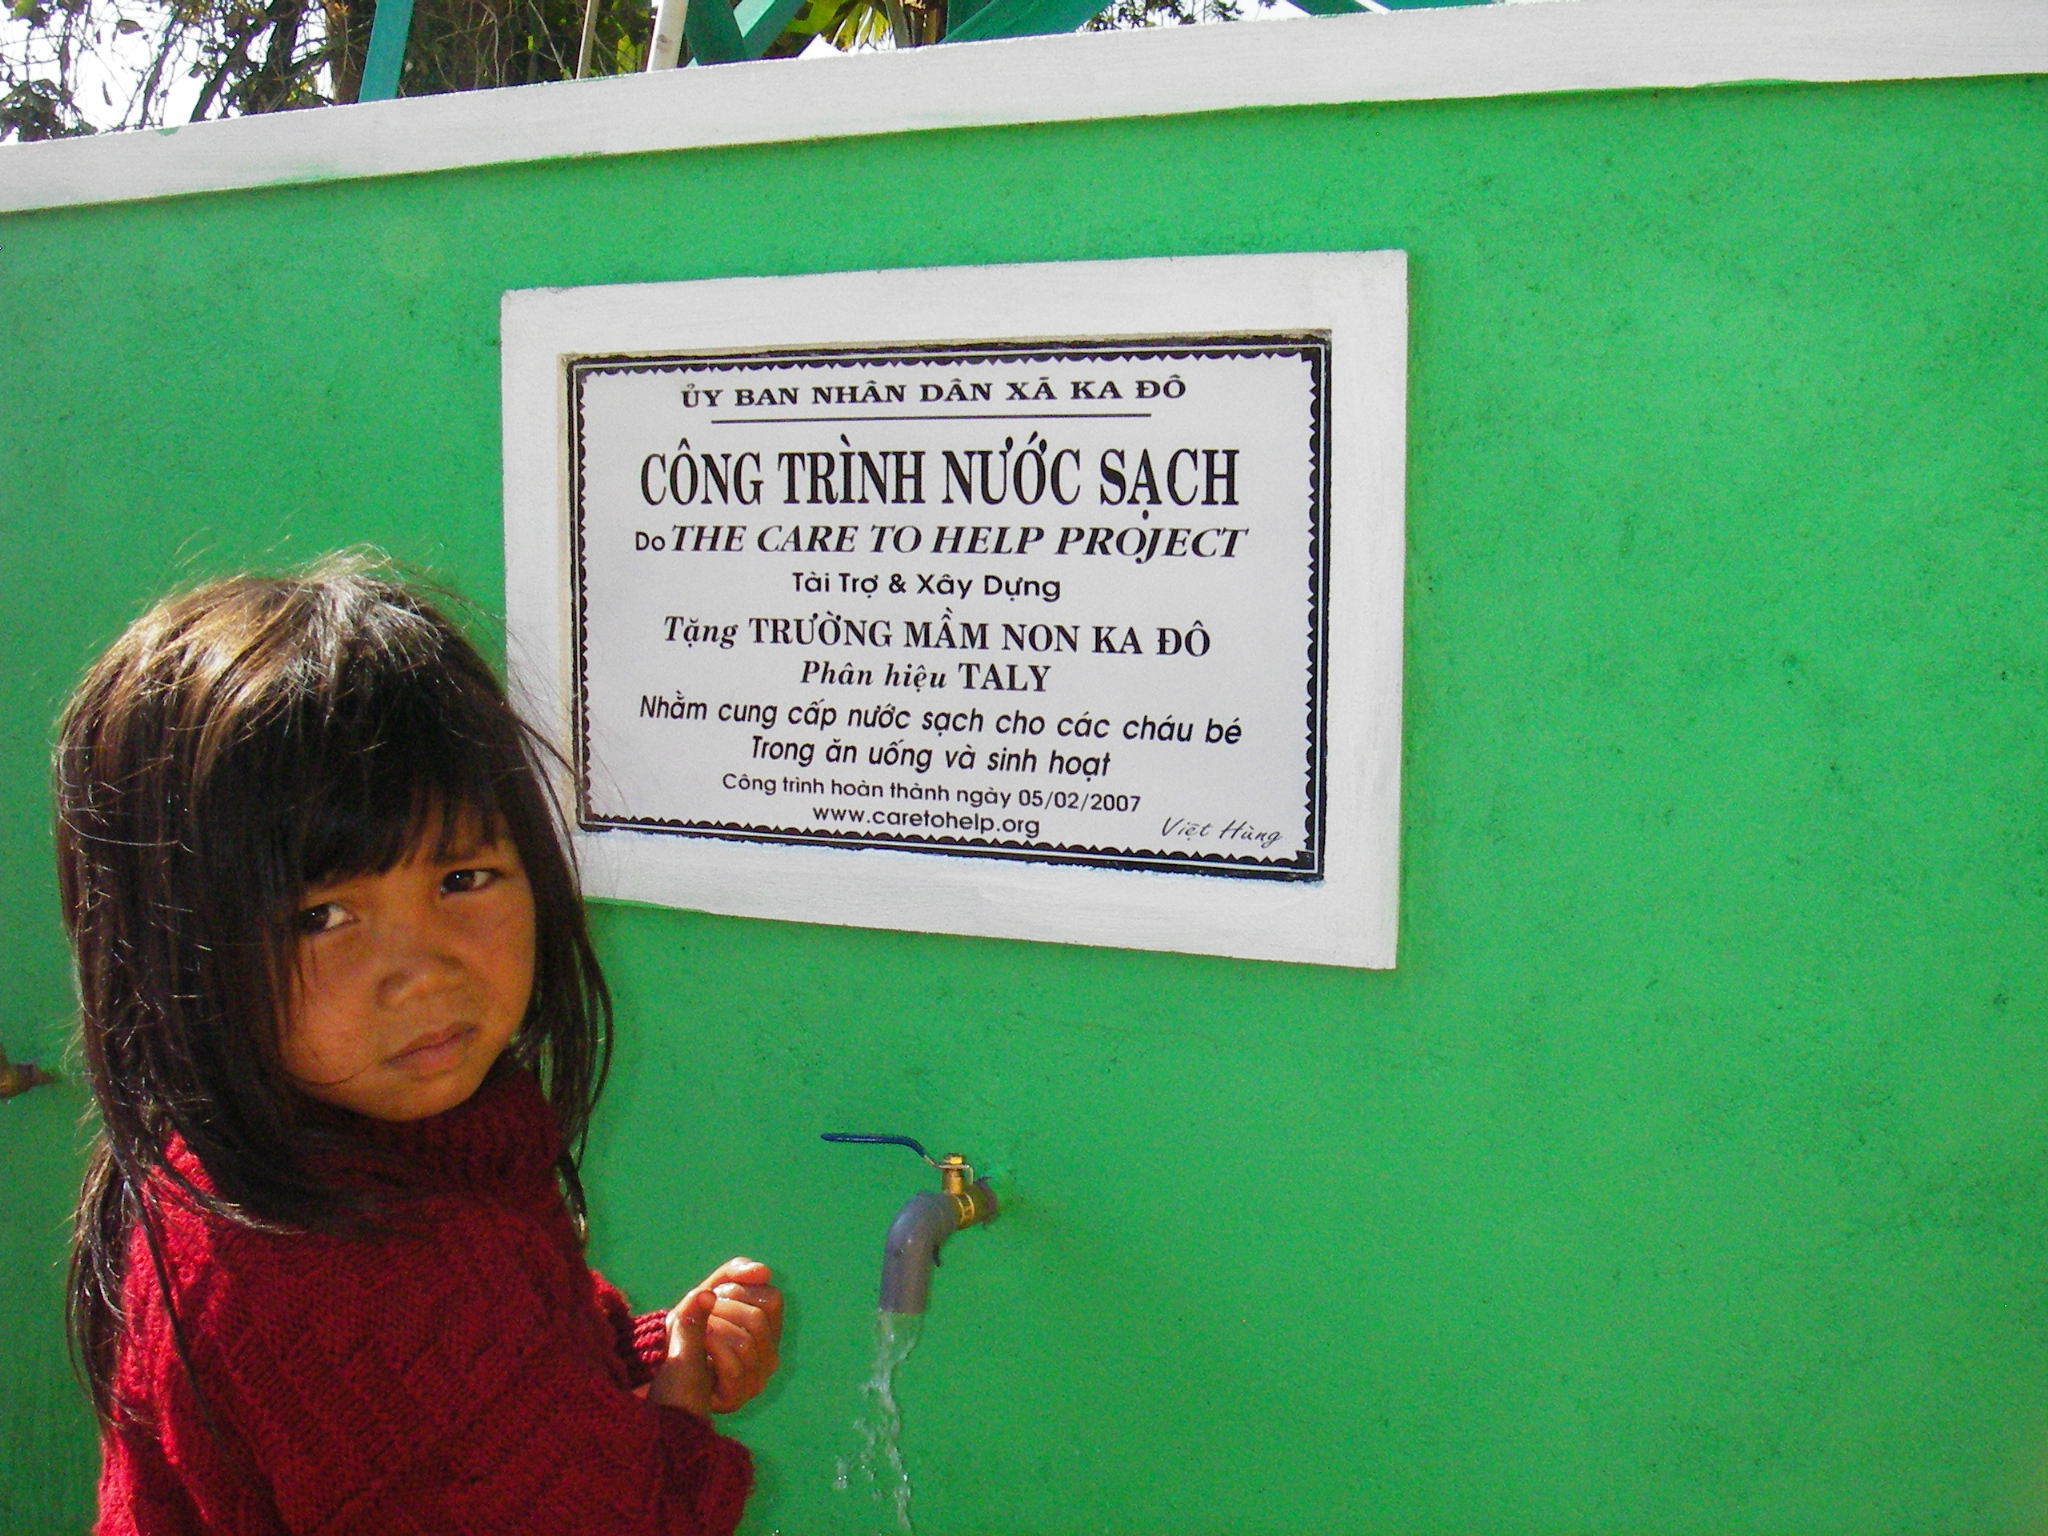 ỦY BAN NHÂN DÂN XÃ KA ĐÔ
CÔNG TRÌNH NƯỚC SẠCH
Do THE CARE TO HELP PROJECT
Tài Trợ & Xây Dựng
Tặng TRƯỜNG MẦM NON KA ĐÔ
Phân hiệu TALY
Nhằm cung cấp nước sạch cho các cháu bé
Trong ăn uống và sinh hoạt
Công trình hoàn thành ngày 05/02/2007
www.caretohelp.org
Việt Hùng